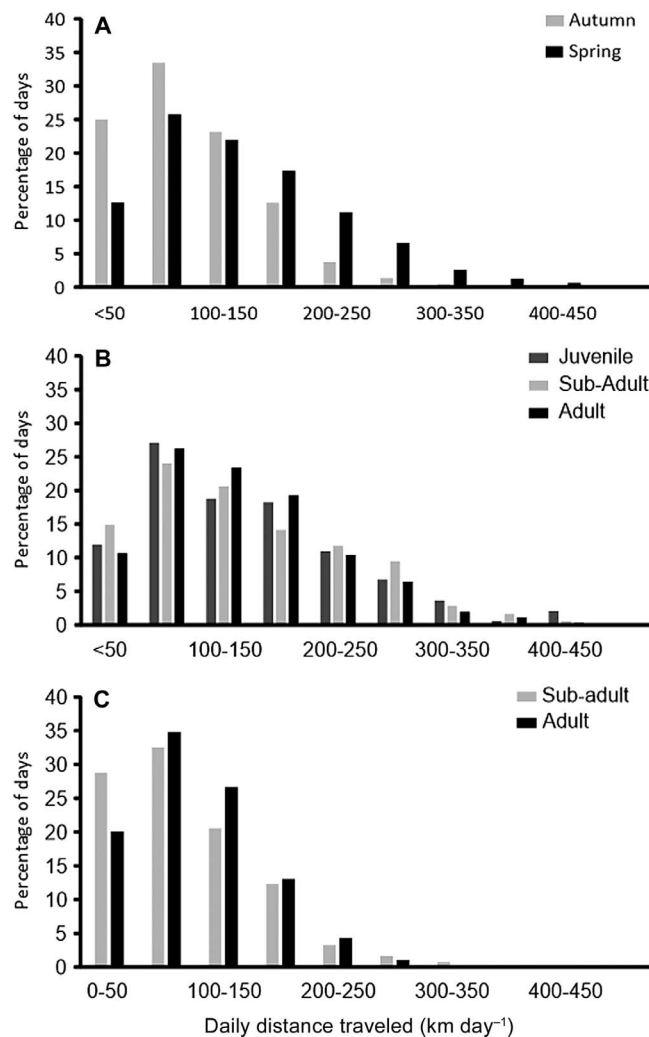 A
Autumn
Spring
Percentage of days
40
35
30
25
20
15
10
5
0
<50 100-150 200-250 300-350 400-450
B
Juvenile
Sub-Adult
Adult
Percentage of days
40
35
30
25
20
15
10
5
0
<50 100-150 200-250 300-350 400-450
C
Sub-adult
Adult
Percentage of days
40
35
30
25
20
15
10
5
0
0-50 100-150 200-250 300-350 400-450
Daily distance traveled (km day⁻¹)